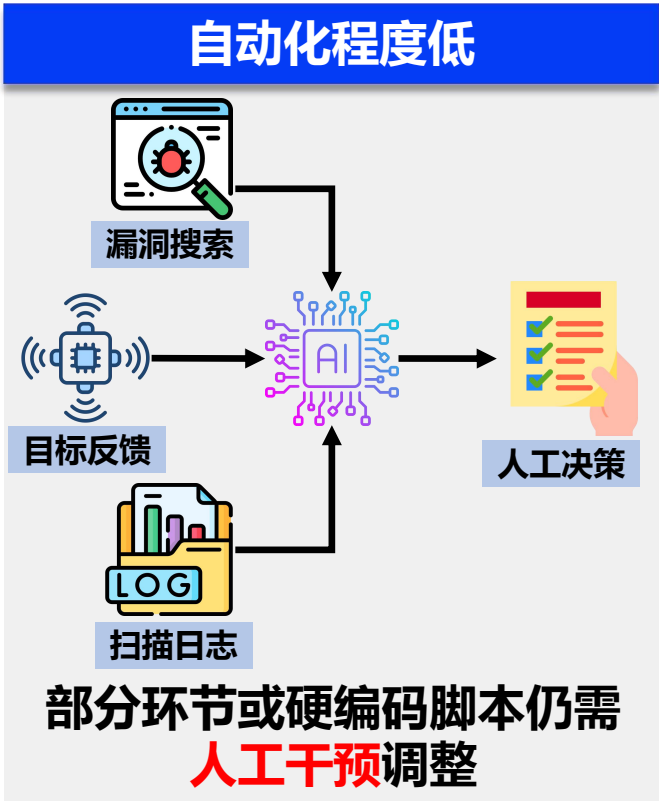 自动化程度低
漏洞搜索
AI
目标反馈
人工决策
LOG
扫描日志
部分环节或硬编码脚本仍需
人工干预调整